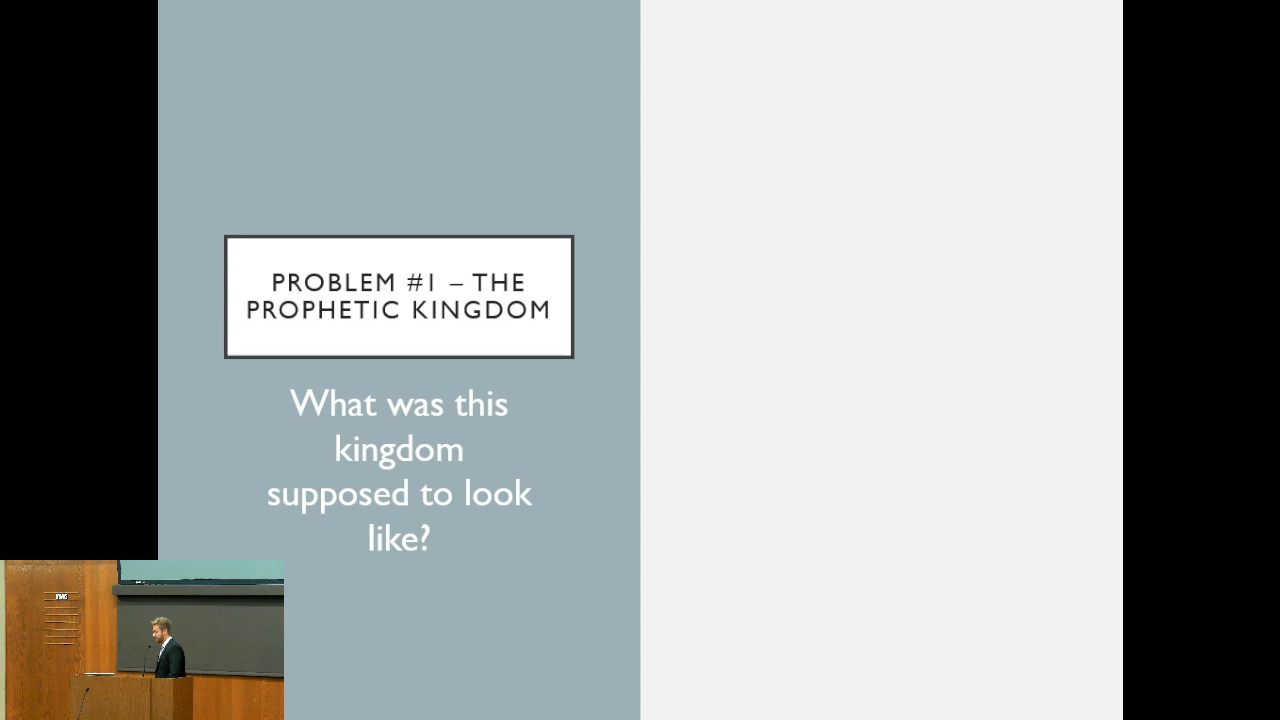 PROBLEM #1 – THE
PROPHETIC KINGDOM
What was this
kingdom
supposed to look
like?